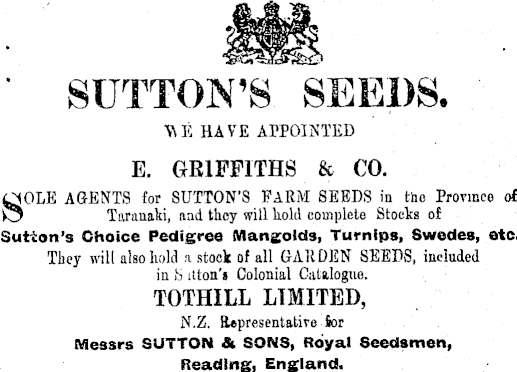 SUTTON'S SEEDS.
WE HAVE APPOINTED
E. GRIFFITHS & CO.
SOLE AGENTS for SUTTON'S FARM SEEDS in the Province of
Taranaki, and they will hold complete Stocks of
Sutton's Choice Pedigree Mangolds, Turnips, Swedes, etc.
They will also hold a stock of all GARDEN SEEDS, included
in Sutton's Colonial Catalogue.
TOTHILL LIMITED,
N.Z. Representative for
Messrs SUTTON & SONS, Royal Seedsmen,
Reading, England.